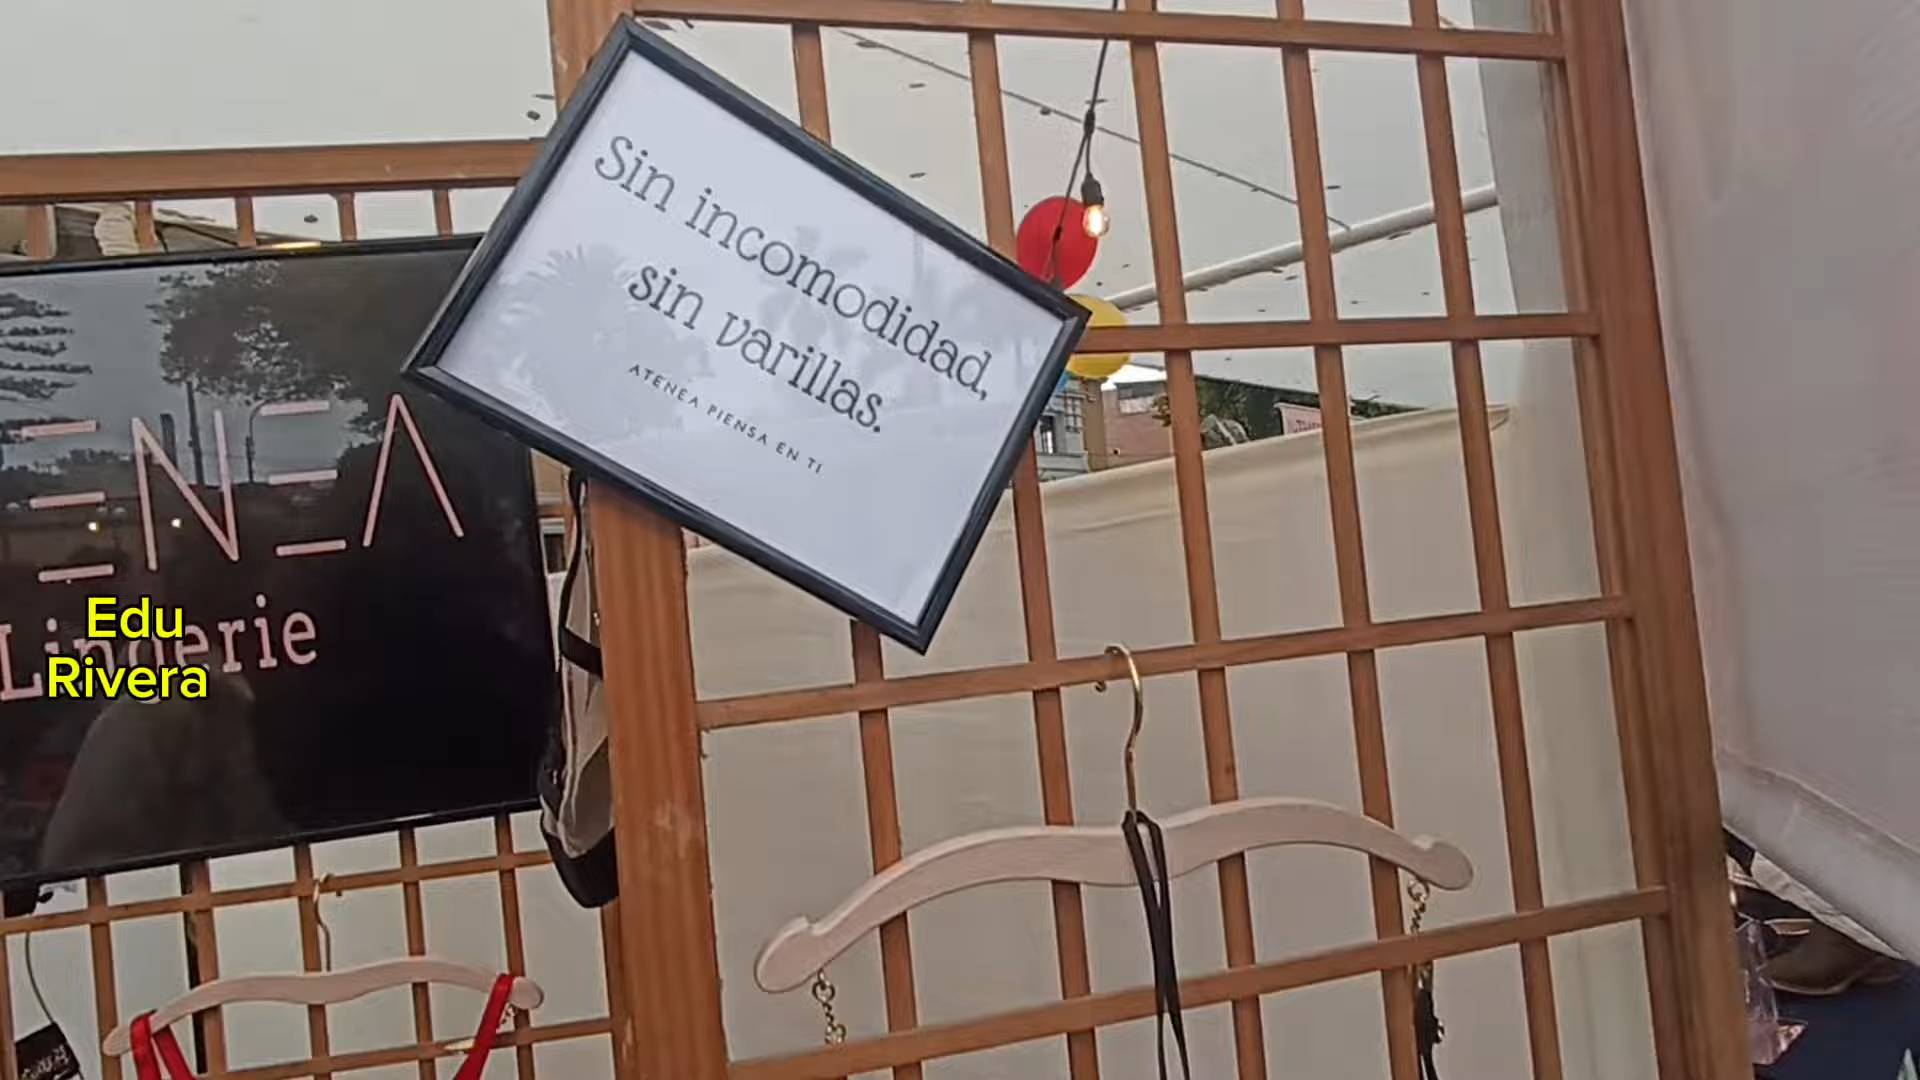 Sin incomodidad,
sin varillas.
ATENEA PIENSA EN TI
ENEA
Lingerie
Edu
Rivera